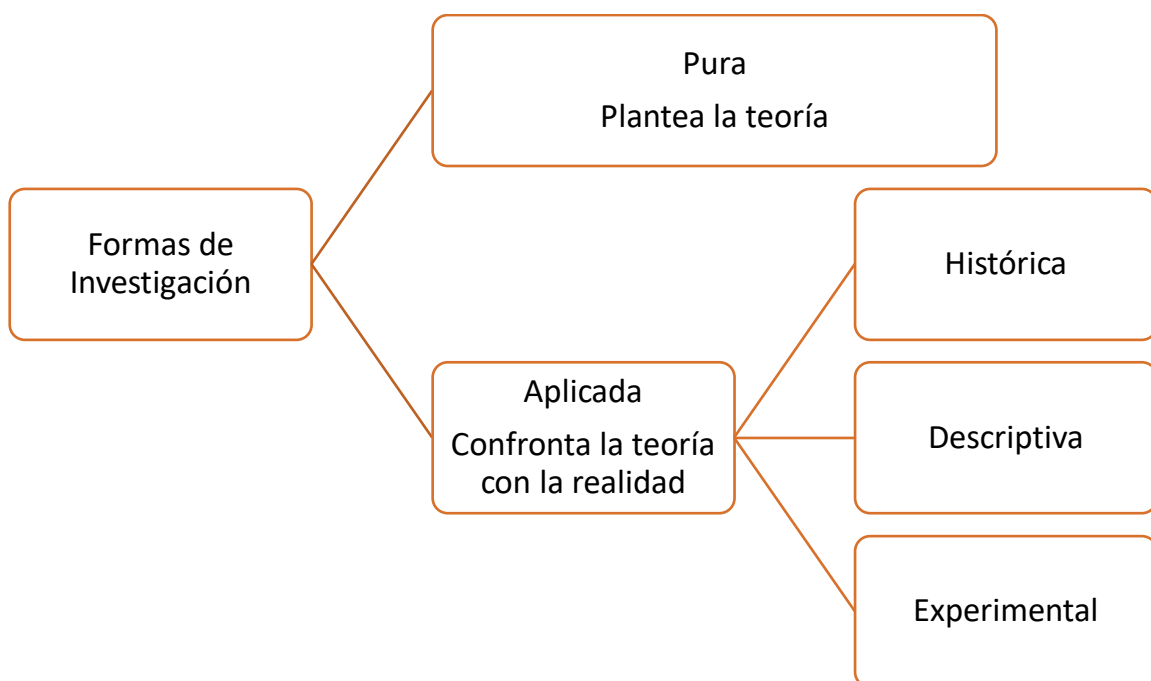 Pura
Plantea la teoría
Formas de
Investigación
Histórica
Aplicada
Confronta la teoría
con la realidad
Descriptiva
Experimental